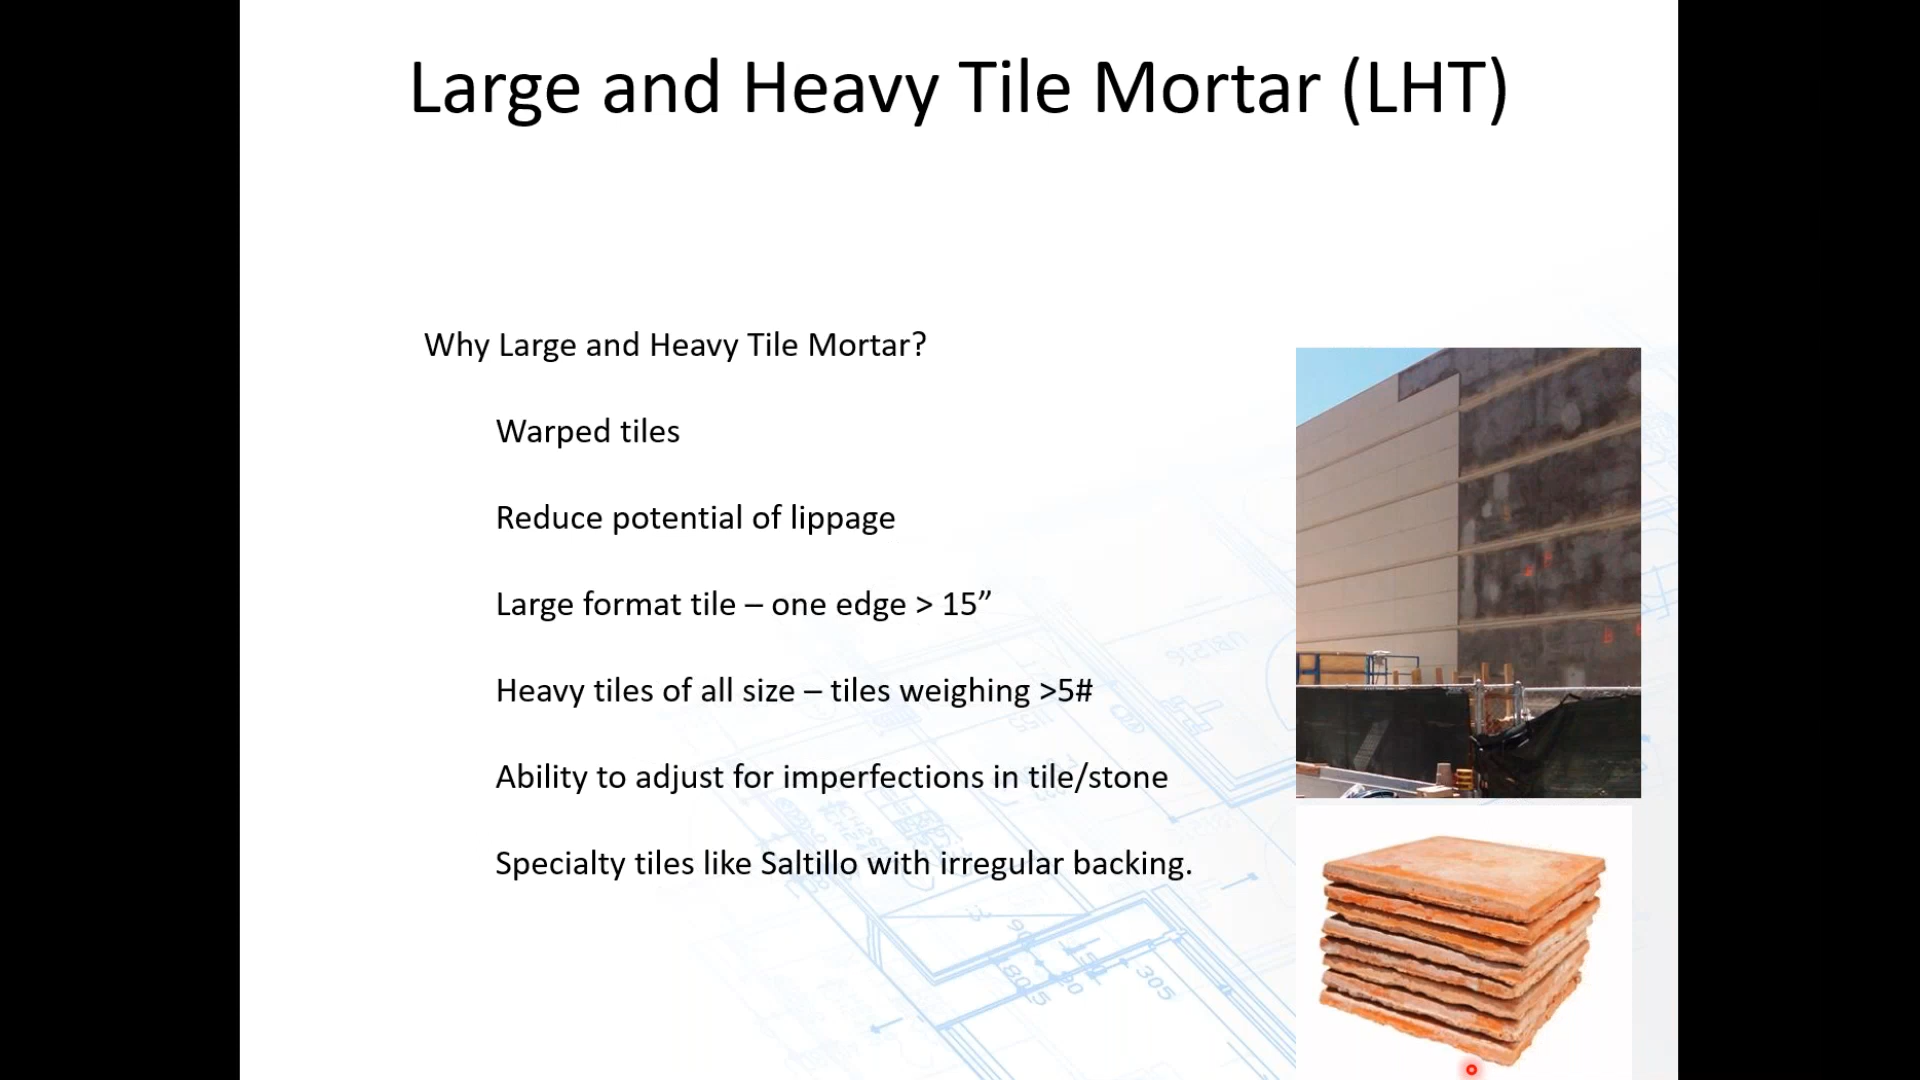 Large and Heavy Tile Mortar (LHT)
Why Large and Heavy Tile Mortar?
Warped tiles
Reduce potential of lippage
Large format tile – one edge > 15”
Heavy tiles of all size – tiles weighing >5#
Ability to adjust for imperfections in tile/stone
Specialty tiles like Saltillo with irregular backing.
305